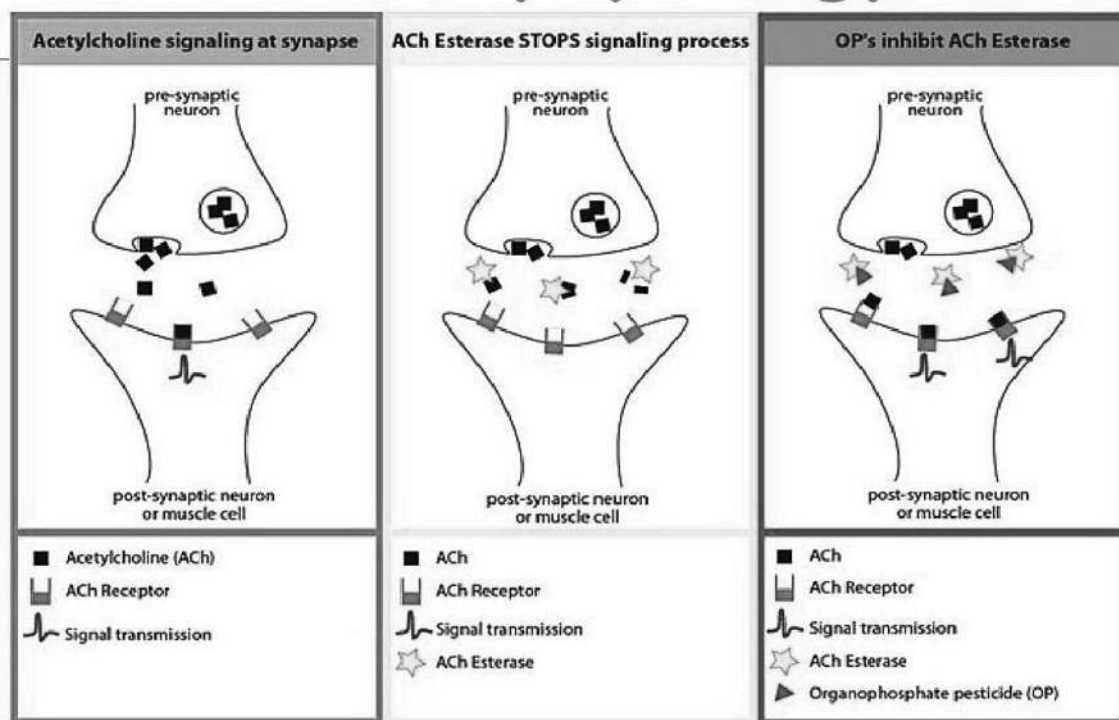 Acetylcholine signaling at synapse
pre-synaptic
neuron
post-synaptic neuron
or muscle cell
Acetylcholine (ACh)
ACh Receptor
Signal transmission
ACh Esterase STOPS signaling process
pre-synaptic
neuron
post-synaptic neuron
or muscle cell
ACh
ACh Receptor
Signal transmission
ACh Esterase
OP's inhibit ACh Esterase
pre-synaptic
neuron
post-synaptic neuron
or muscle cell
ACh
ACh Receptor
Signal transmission
ACh Esterase
Organophosphate pesticide (OP)